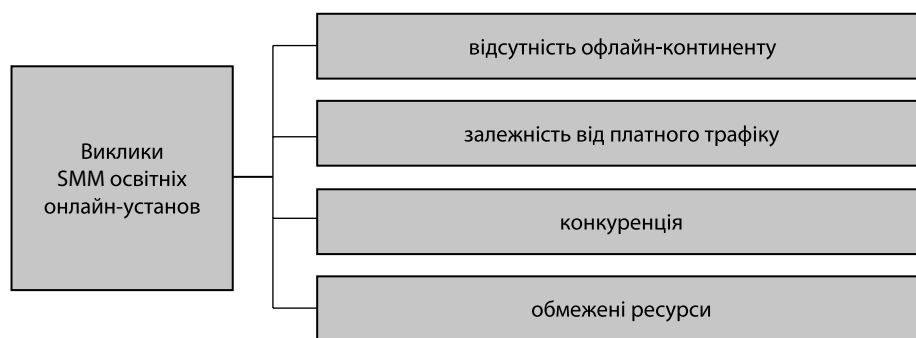 Виклики
SMM освітніх
онлайн-установ
відсутність офлайн-континенту
залежність від платного трафіку
конкуренція
обмежені ресурси